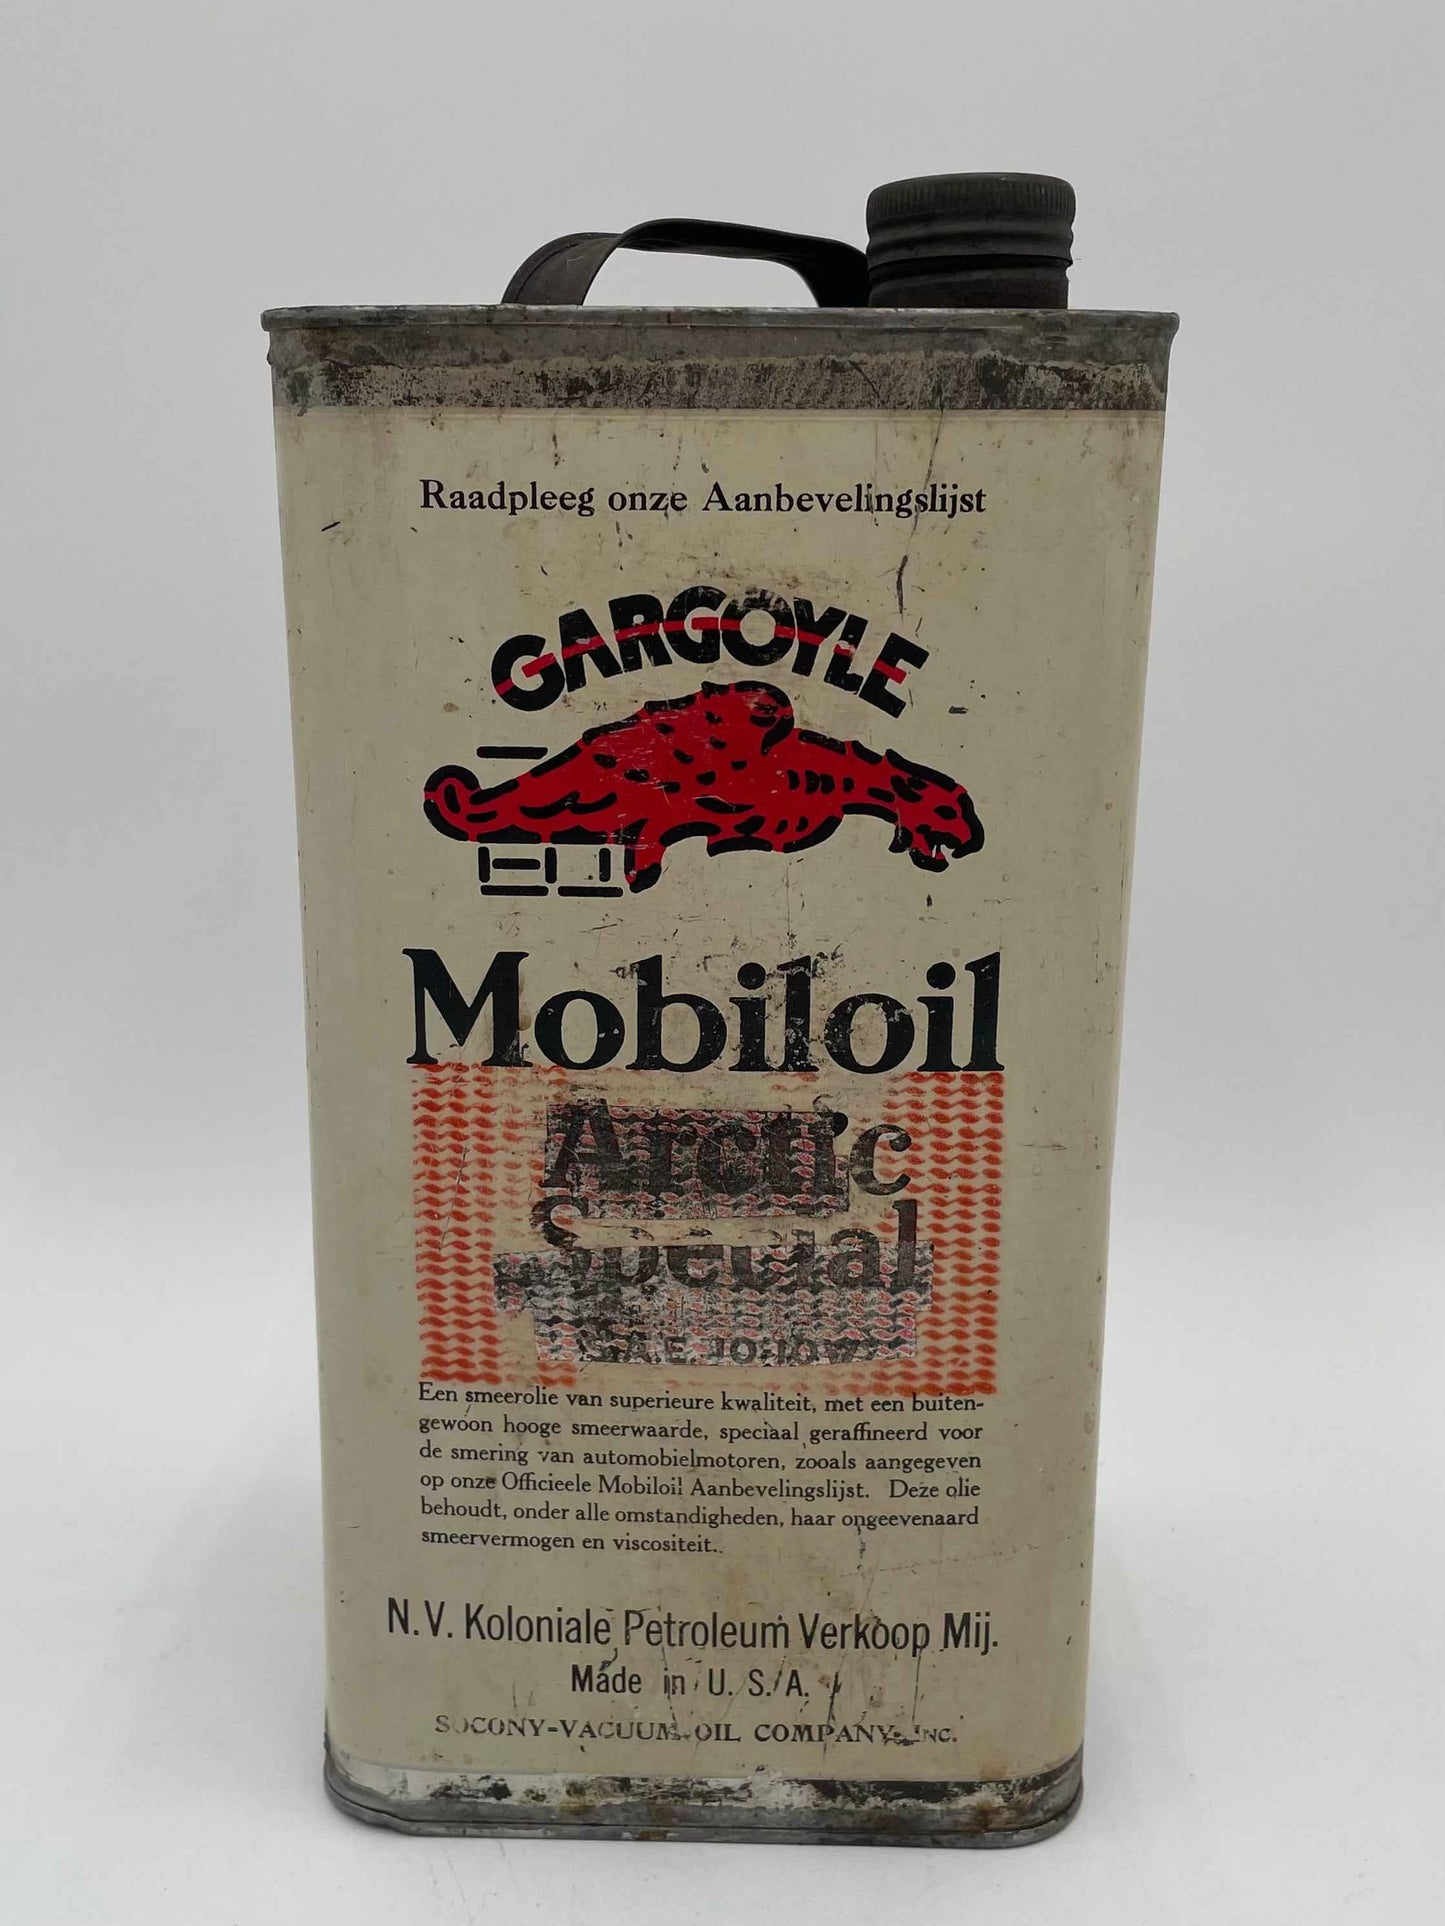 Raadpleeg onze Aanbevelingslijst
GARGOYLE
Mobiloil
Arctic
Special
S.A.E. 10-10W
Een smeerolie van superieure kwaliteit, met een buiten-
gewoon hooge smeerwaarde, speciaal geraffineerd voor
de smering van automobielmotoren, zooals aangegeven
op onze Officieele Mobiloil Aanbevelingslijst. Deze olie
behoudt, onder alle omstandigheden, haar ongeevenaard
smeervermogen en viscositeit.
N.V. Koloniale Petroleum Verkoop Mij.
Made in U. S. A.
SOCONY-VACUUM OIL COMPANY, INC.